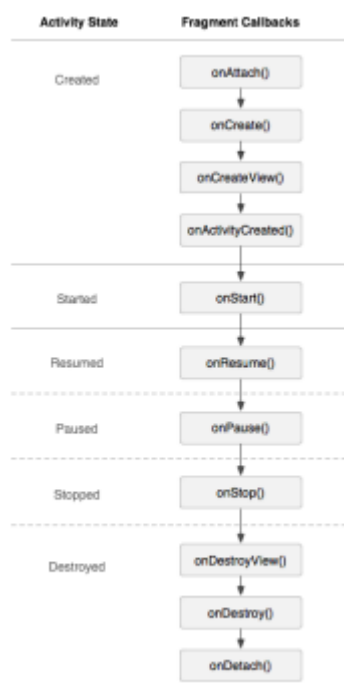 Activity State Fragment Callbacks
Created
onAttach()
onCreate()
onCreateView()
onActivityCreated()
Started onStart()
Resumed onResume()
Paused onPause()
Stopped onStop()
Destroyed onDestroyView()
onDestroy()
onDetach()